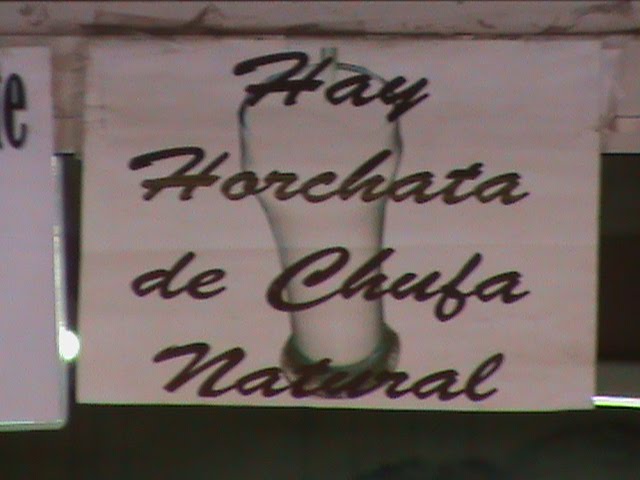 Hay
Horchata
de Chufa
Natural